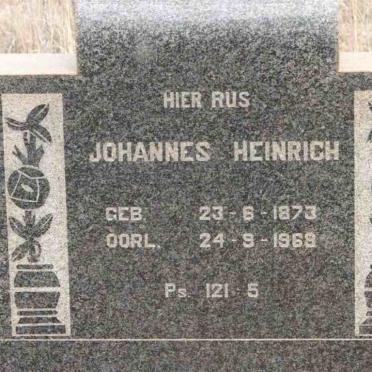 HIER RUS
JOHANNES HEINRICH
GEB. 23-6-1873
OORL. 24-9-1968
Ps 121 5